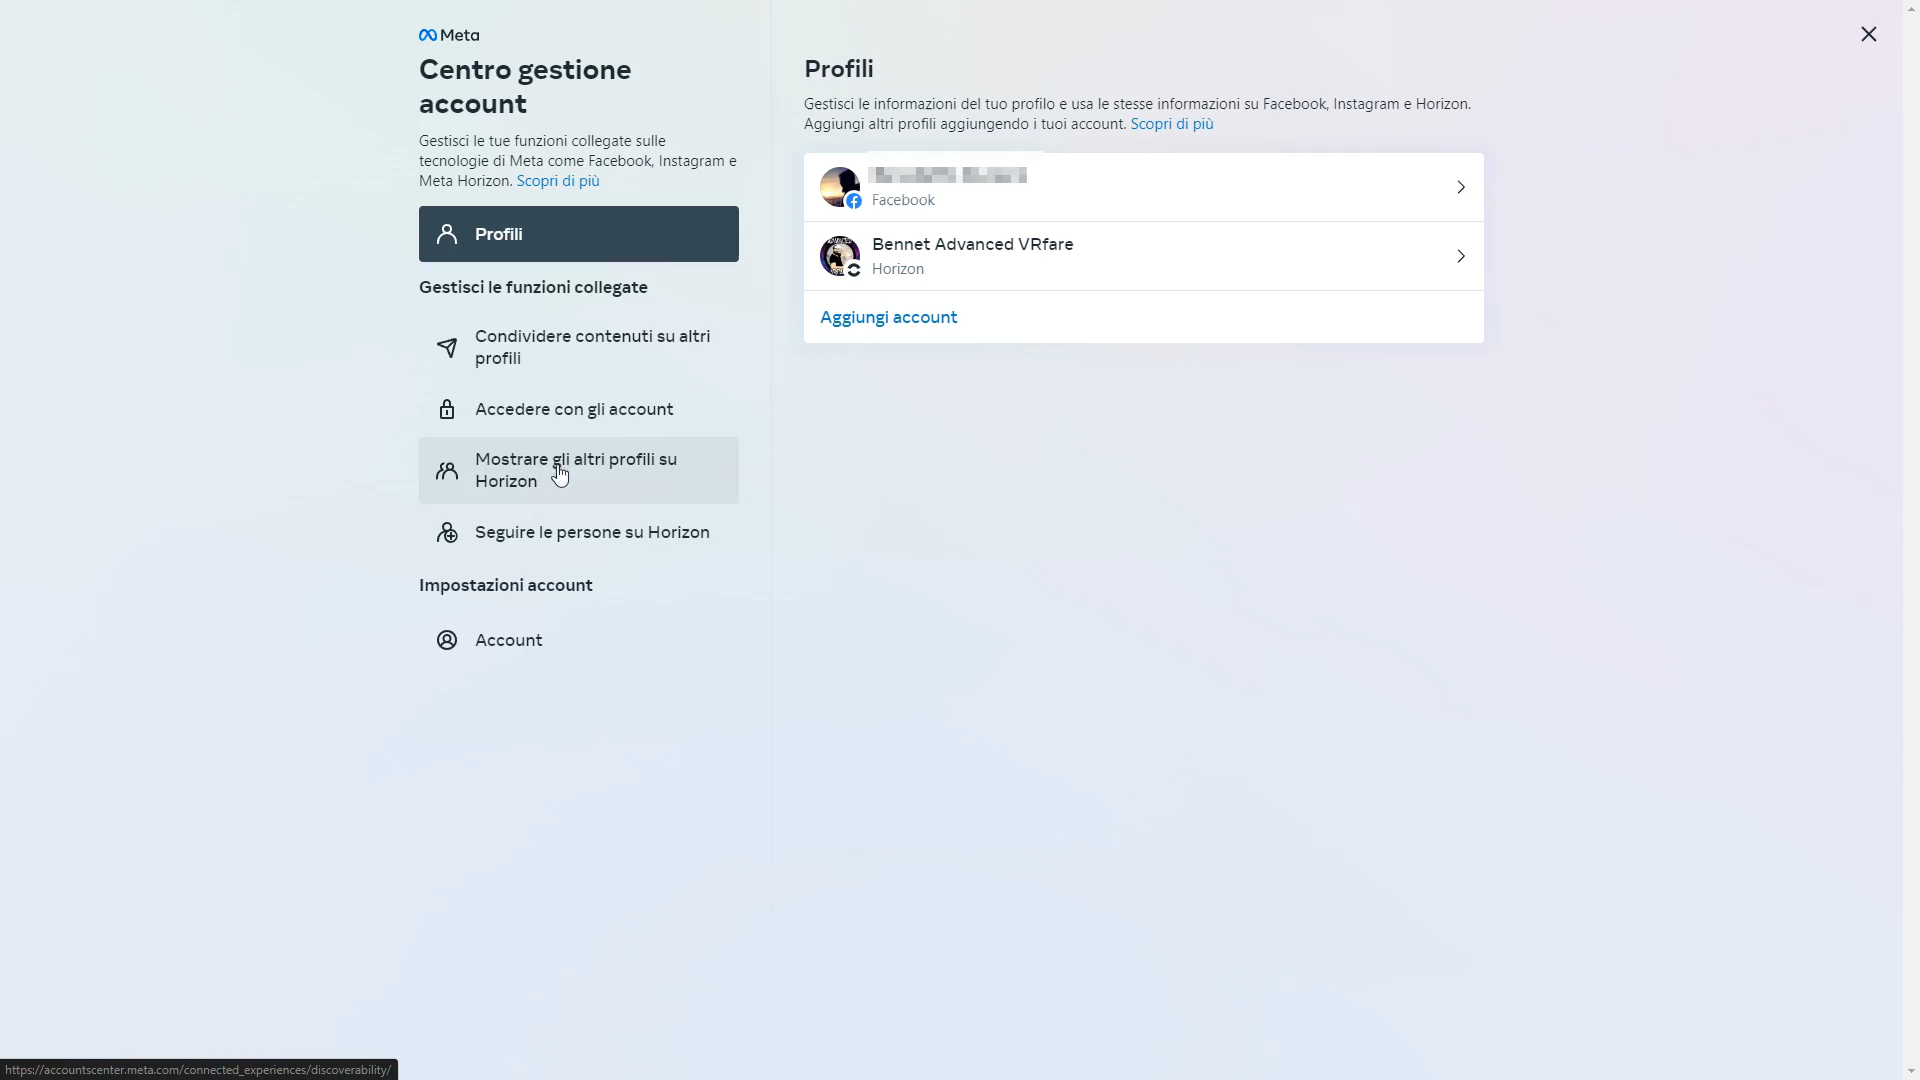 Meta
Centro gestione
account
Gestisci le tue funzioni collegate sulle
tecnologie di Meta come Facebook, Instagram e
Meta Horizon. Scopri di più
Profili
Gestisci le funzioni collegate
Condividere contenuti su altri
profili
Accedere con gli account
Mostrare gli altri profili su
Horizon
Seguire le persone su Horizon
Impostazioni account
Account
Profili
Gestisci le informazioni del tuo profilo e usa le stesse informazioni su Facebook, Instagram e Horizon.
Aggiungi altri profili aggiungendo i tuoi account. Scopri di più
Facebook
Bennet Advanced VRfare
Horizon
Aggiungi account
https://accountscenter.meta.com/connected_experiences/discoverability/